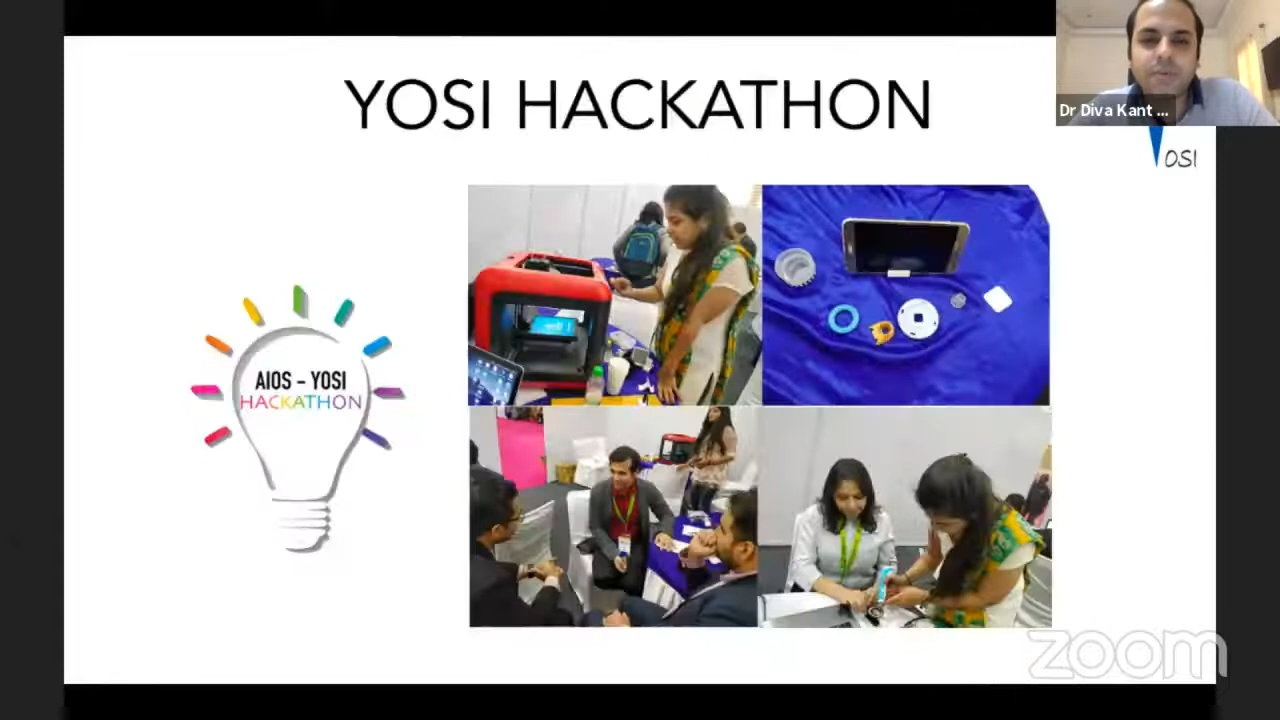 YOSI HACKATHON
Dr Diva Kant ...
OSI
AIOS – YOSI
HACKATHON
zoom